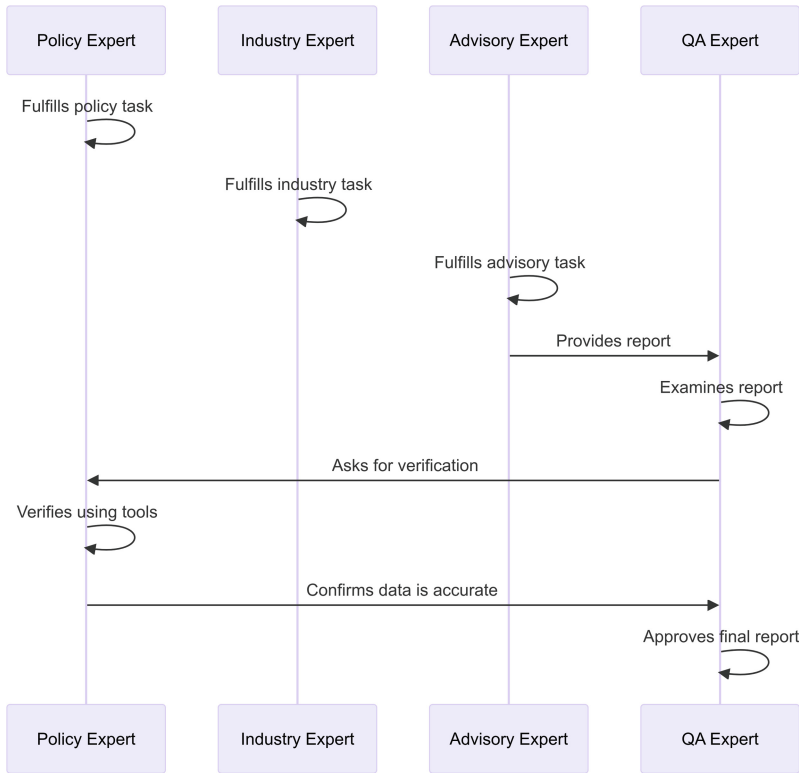 Policy Expert
Industry Expert
Advisory Expert
QA Expert
Fulfills policy task
Fulfills industry task
Fulfills advisory task
Provides report
Examines report
Asks for verification
Verifies using tools
Confirms data is accurate
Approves final report
Policy Expert
Industry Expert
Advisory Expert
QA Expert